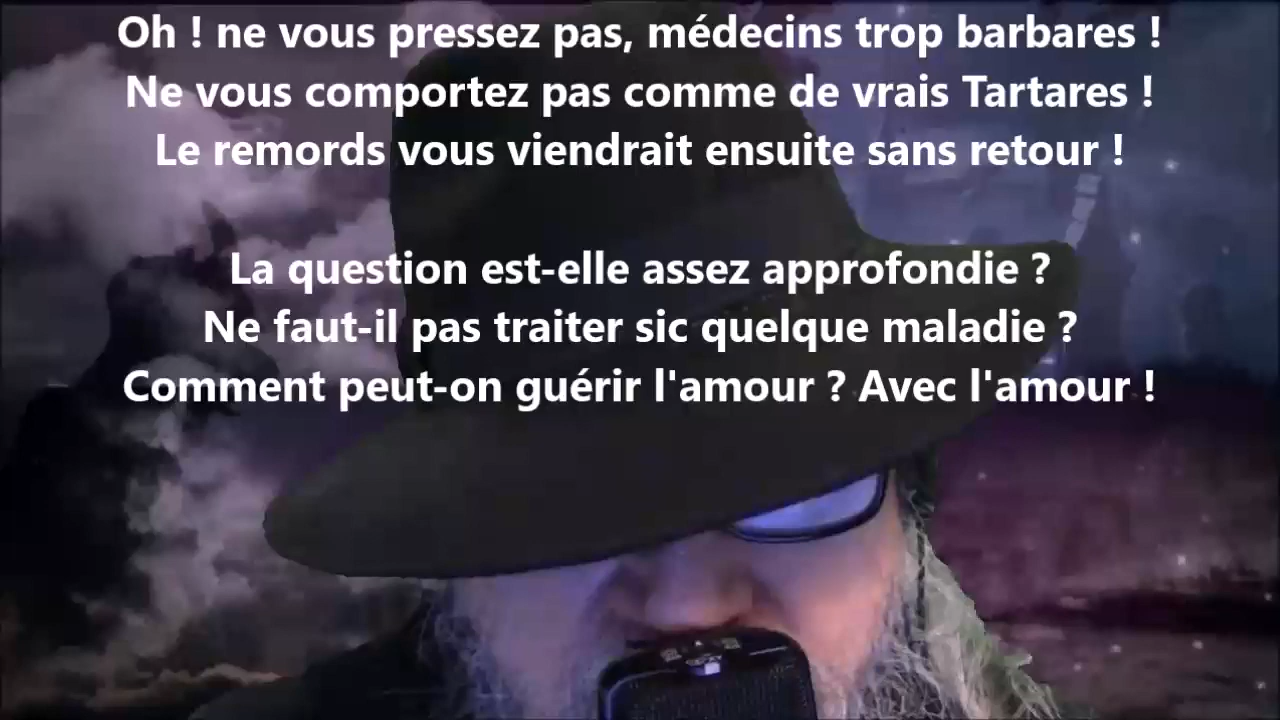 Oh ! ne vous pressez pas, médecins trop barbares !
Ne vous comportez pas comme de vrais Tartares !
Le remords vous viendrait ensuite sans retour !
La question est-elle assez approfondie ?
Ne faut-il pas traiter sic quelque maladie ?
Comment peut-on guérir l'amour ? Avec l'amour !